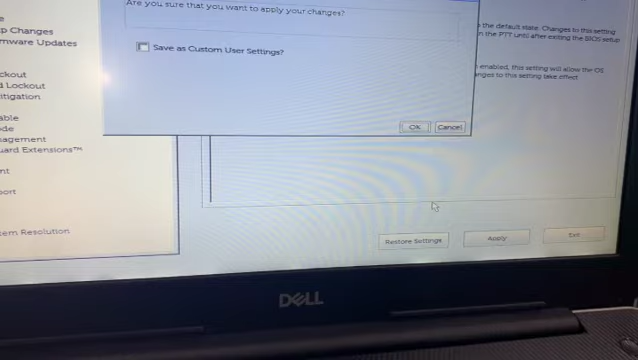 Are you sure that you want to apply your changes?
Save as Custom User Settings?
OK
Cancel
the default state. Changes to this setting
n the PTT until after exiting the BIOS setup
enabled, this setting will allow the OS
nges to this setting take effect
p Changes
mware Updates
ckout
d Lockout
itigation
able
ode
nagement
uard Extensions™
nt
port
tem Resolution
Restore Settings
Apply
Exit
DELL